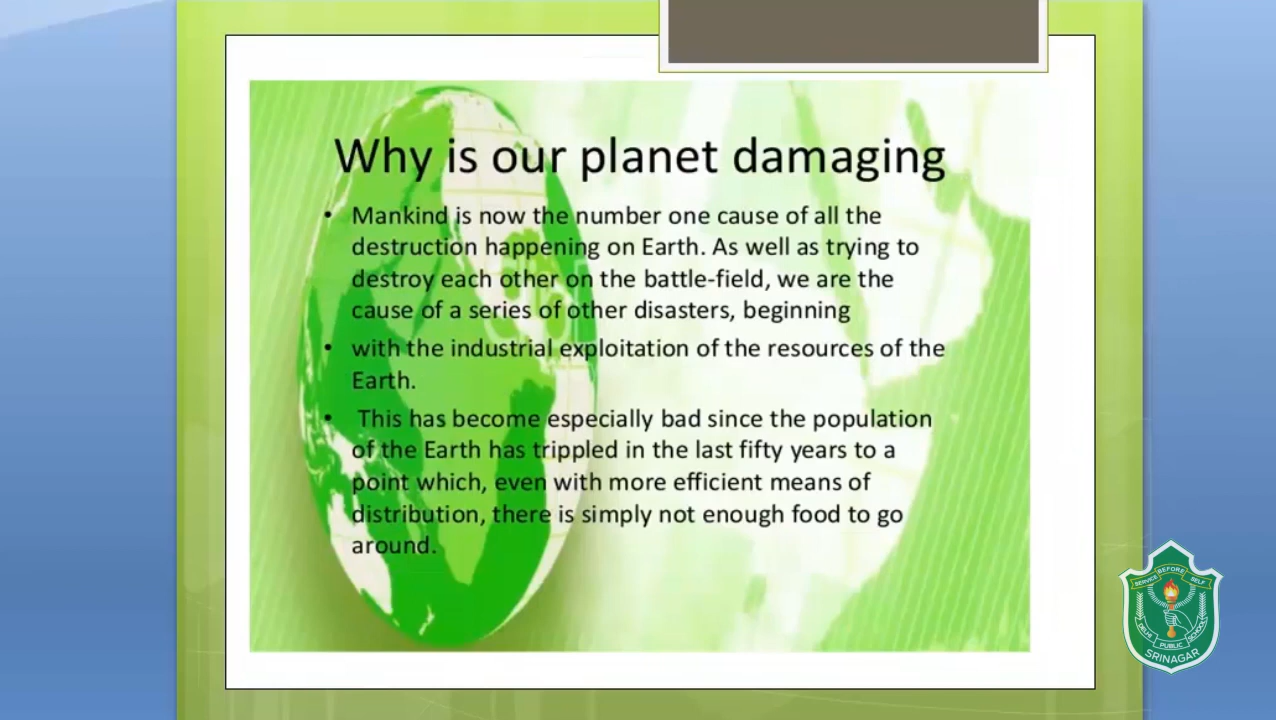 Why is our planet damaging
• Mankind is now the number one cause of all the
destruction happening on Earth. As well as trying to
destroy each other on the battle-field, we are the
cause of a series of other disasters, beginning
• with the industrial exploitation of the resources of the
Earth.
• This has become especially bad since the population
of the Earth has trippled in the last fifty years to a
point which, even with more efficient means of
distribution, there is simply not enough food to go
around.
SERVICE BEFORE SELF
DELHI PUBLIC SCHOOL
SRINAGAR